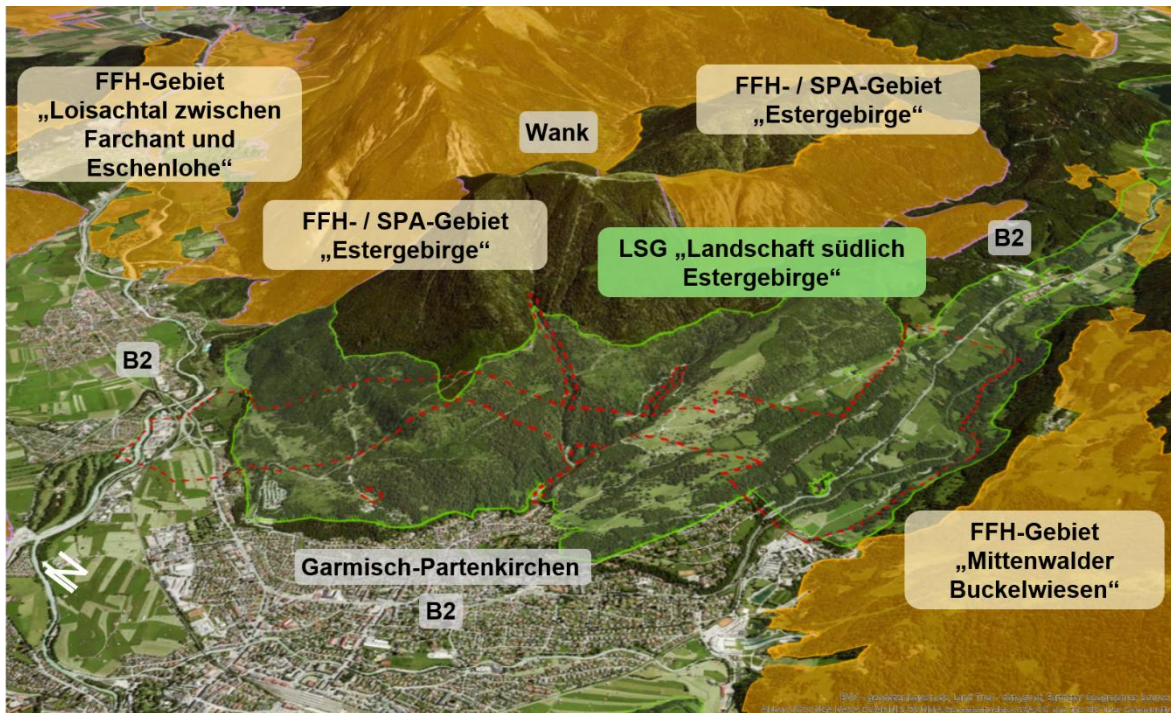 FFH-Gebiet
„Loisachtal zwischen
Farchant und
Eschenlohe“
Wank
FFH- / SPA-Gebiet
„Estergebirge“
FFH- / SPA-Gebiet
„Estergebirge“
LSG „Landschaft südlich
Estergebirge“
B2
B2
N
Garmisch-Partenkirchen
B2
FFH-Gebiet
„Mittenwalder
Buckelwiesen“